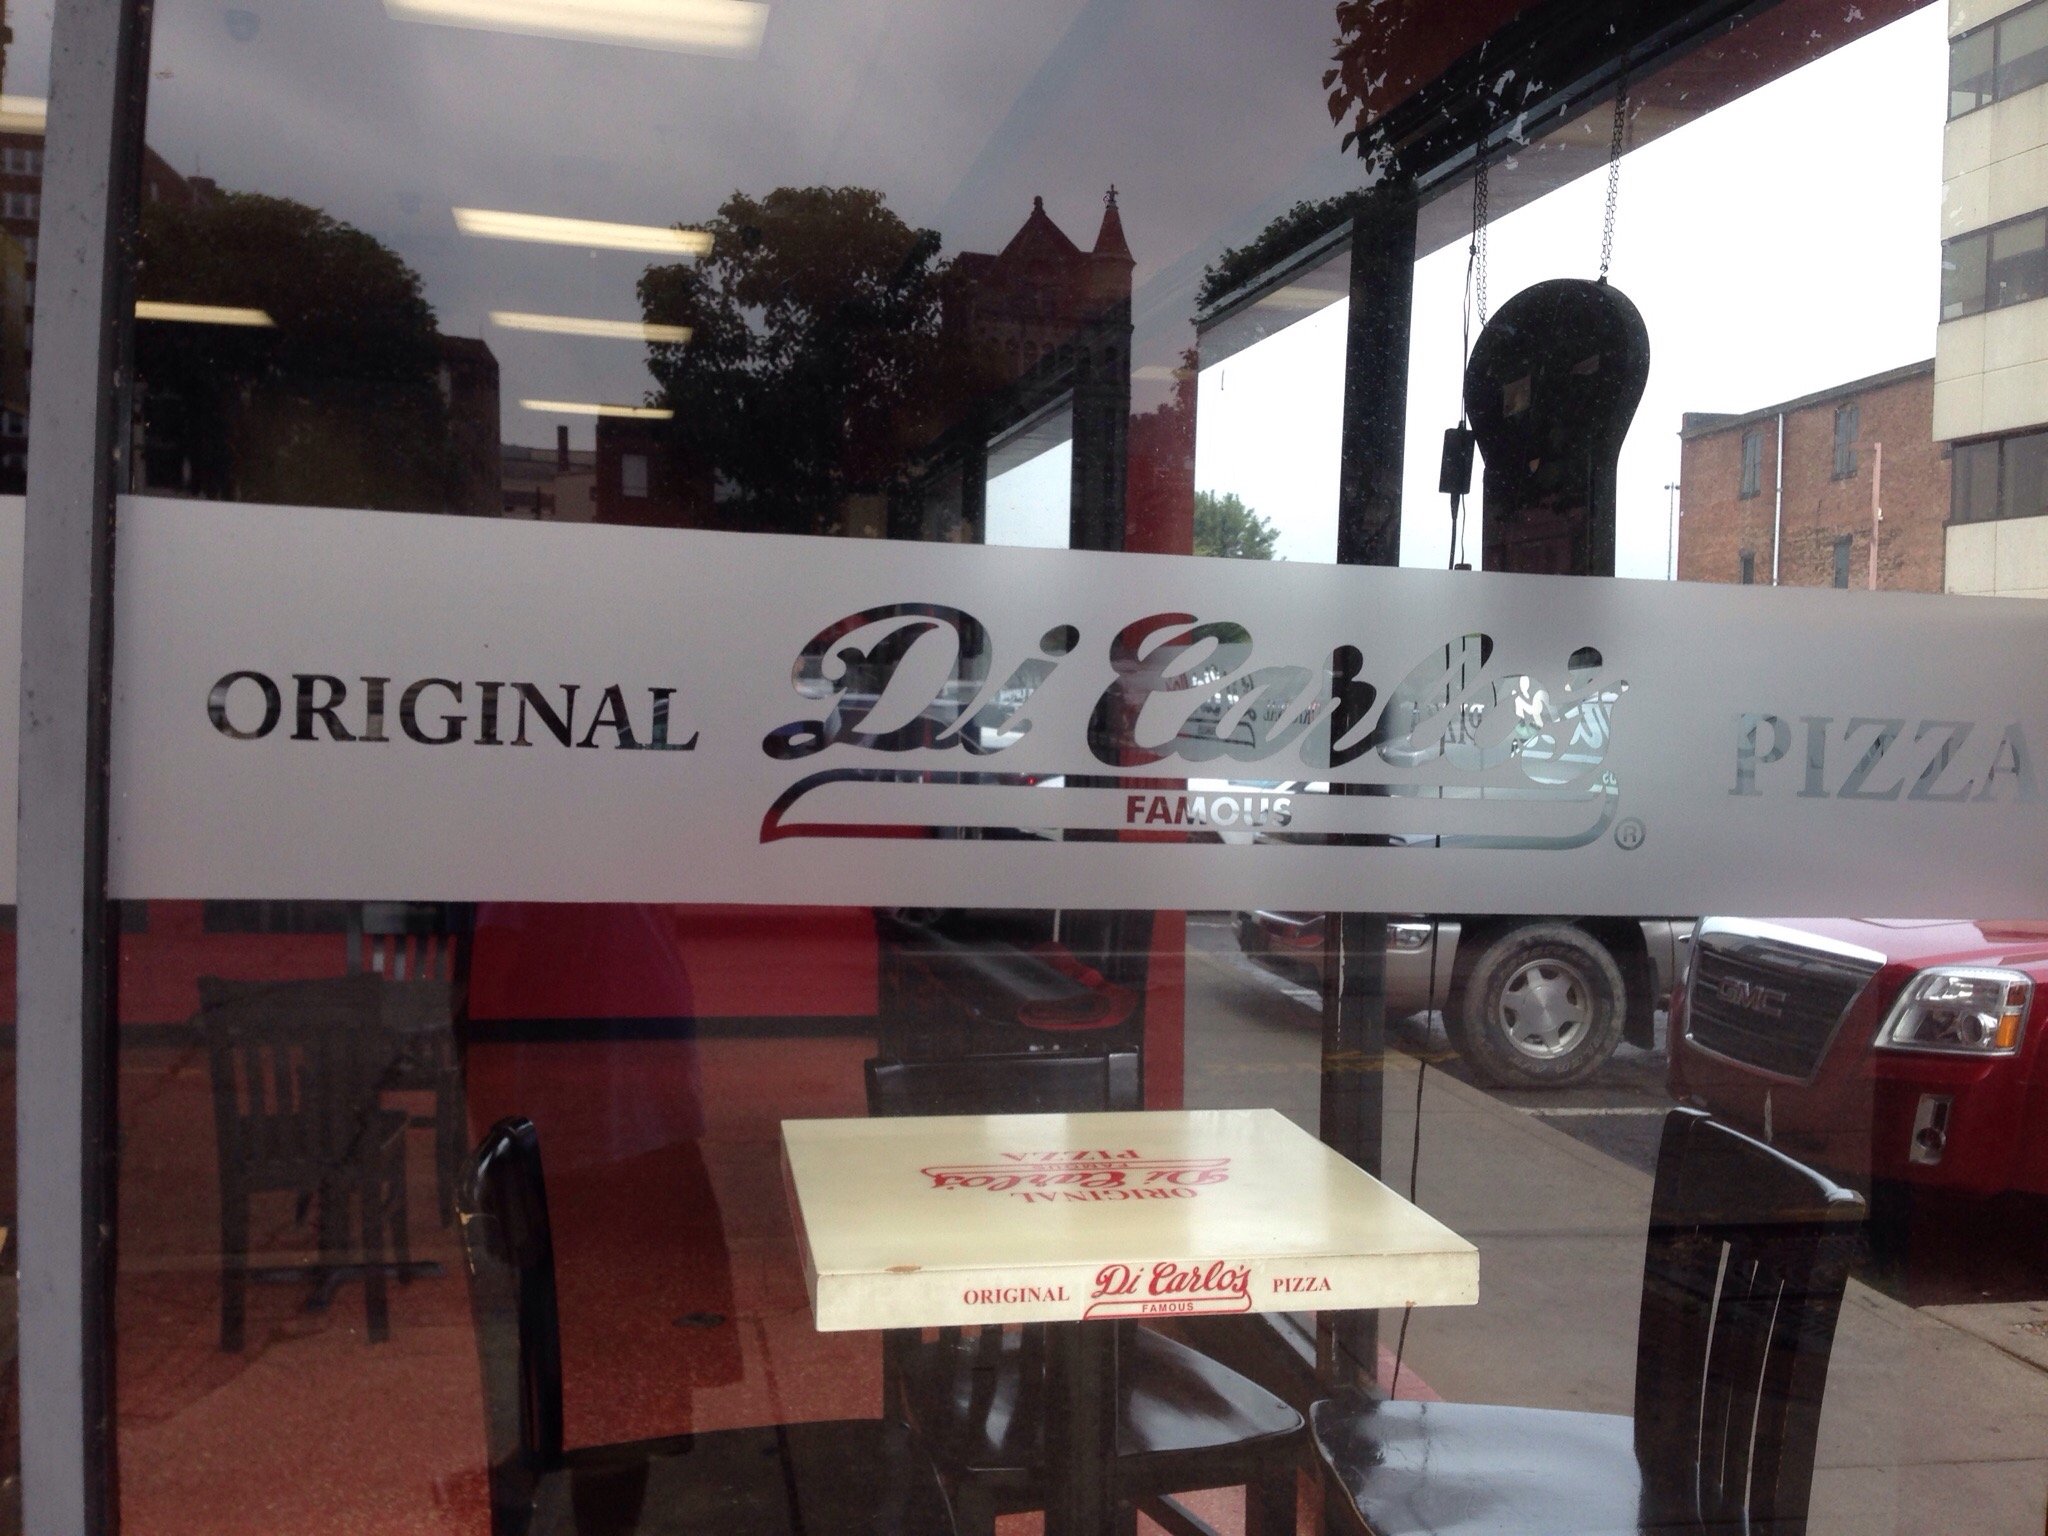 ORIGINAL Di Carlo's PIZZA
FAMOUS ®
GMC
ORIGINAL
Di Carlo's
FAMOUS
PIZZA
ORIGINAL Di Carlo's PIZZA
FAMOUS